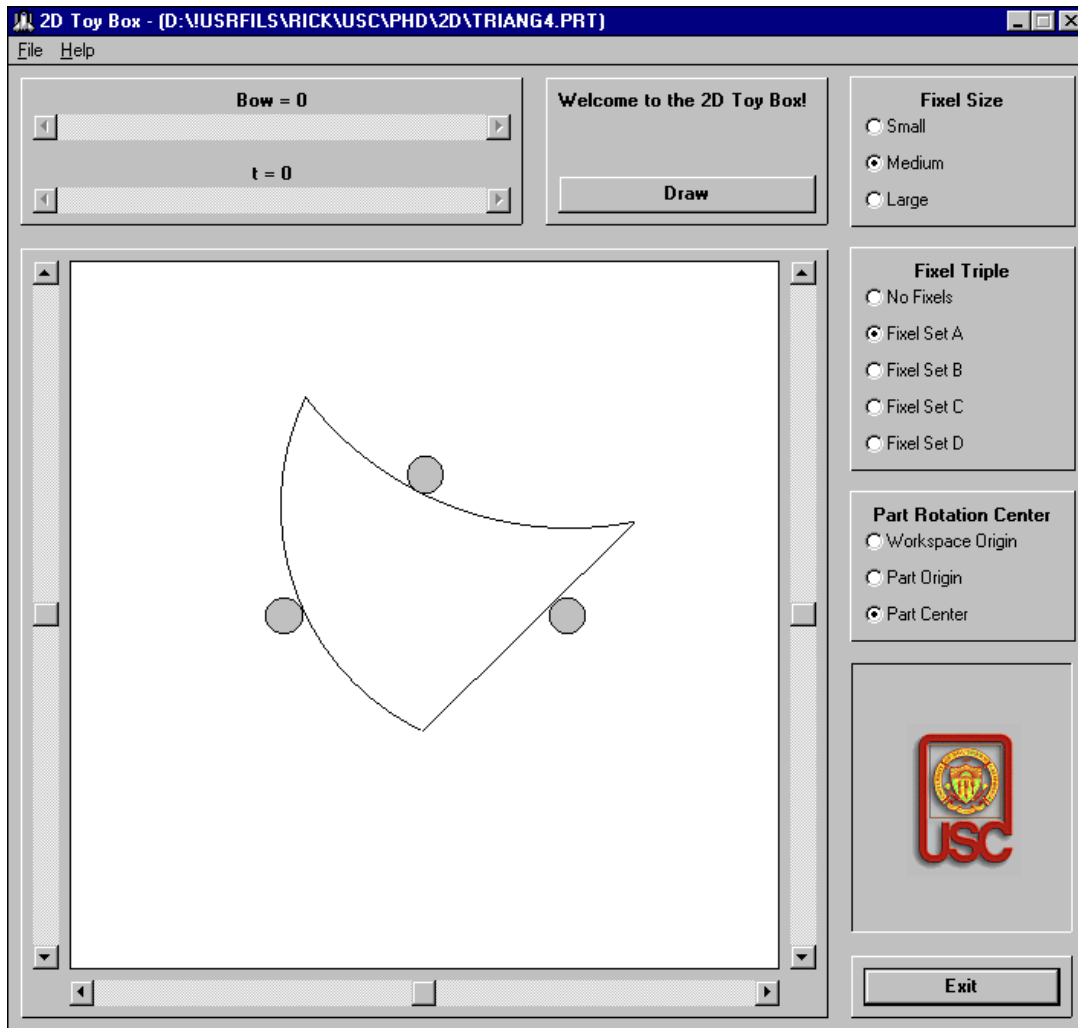 2D Toy Box - (D:\!USRFILS\RICK\USC\PHD\2D\TRIANG4.PRT)
File Help
Bow = 0
t = 0
Welcome to the 2D Toy Box!
Draw
Fixel Size
Small
Medium
Large
Fixel Triple
No Fixels
Fixel Set A
Fixel Set B
Fixel Set C
Fixel Set D
Part Rotation Center
Workspace Origin
Part Origin
Part Center
USC
Exit